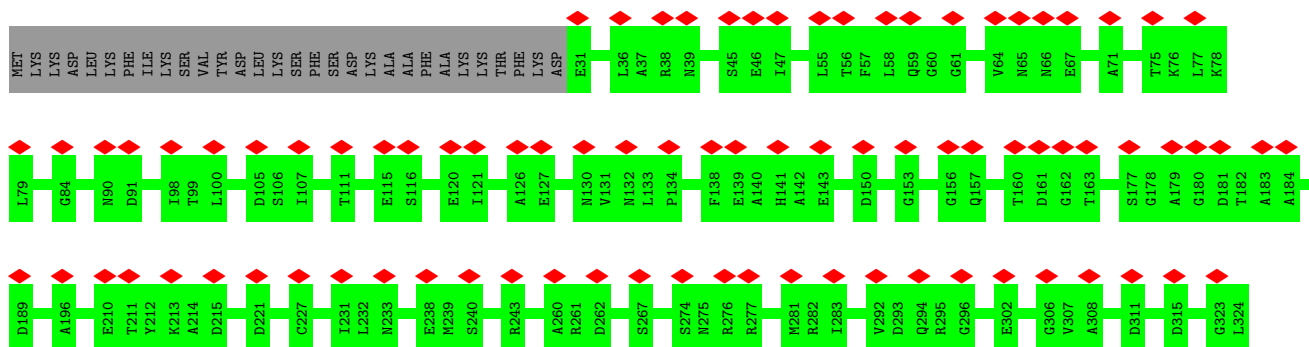 MET LYS LYS ASP LEU LYS PHE ILE LYS SER VAL TYR ASP LEU LYS SER PHE SER ASP LYS ALA ALA PHE ALA LYS LYS THR PHE LYS ASP E31 L36 A37 R38 N39 S45 E46 I47 L55 T56 F57 L58 Q59 G60 G61 V64 N65 N66 E67 A71 T75 K76 L77 K78
L79 G84 N90 D91 I98 T99 L100 D105 S106 I107 T111 E115 S116 E120 I121 A126 E127 N130 V131 N132 L133 P134 F138 E139 A140 H141 A142 E343 D150 G153 G156 Q157 T160 D161 G162 T163 S177 G178 A179 G180 D181 T182 A183 A184
D189 A196 E210 T211 Y212 K213 A214 D215 D221 C227 I231 L232 N233 E238 M239 S240 R243 A260 R261 D262 S267 S274 N275 R276 R277 M281 R282 I283 V292 D293 Q294 R295 G296 E302 G306 V307 A308 D311 D315 G323 L324